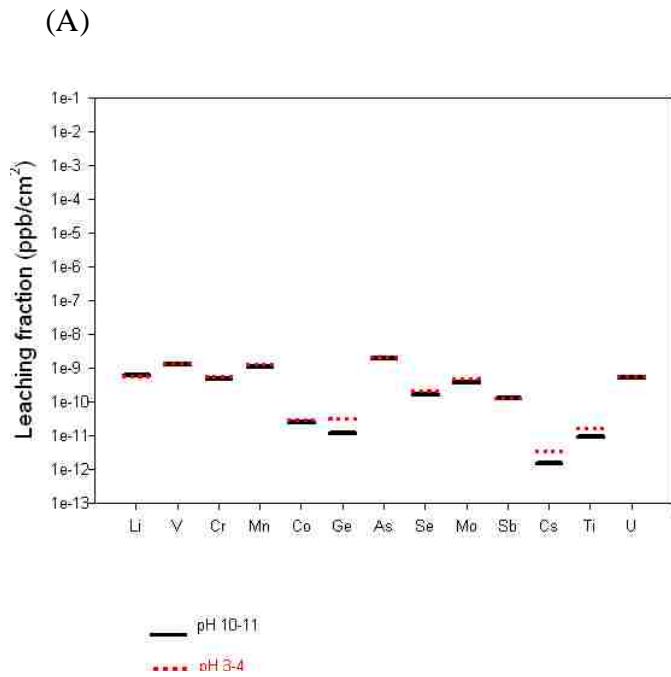 (A)
1e-1
1e-2
1e-3
1e-4
1e-5
1e-6
1e-7
1e-8
1e-9
1e-10
1e-11
1e-12
1e-13
Leaching fraction (ppb/cm²)
Li V Cr Mn Co Ge As Se Mo Sb Cs Ti U
pH 10-11
pH 3-4